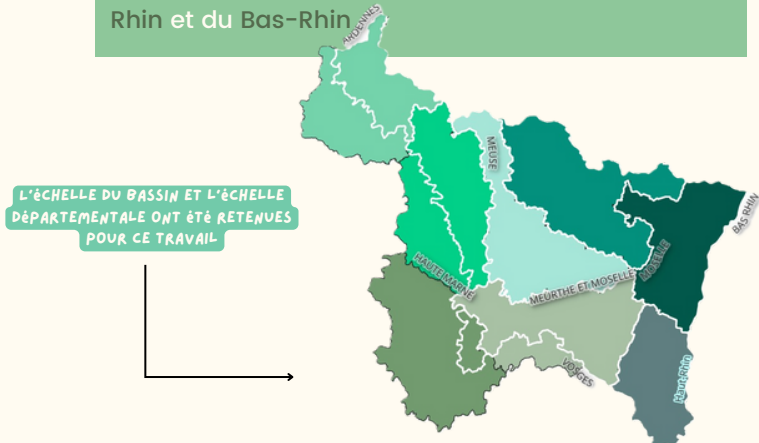 Rhin et du Bas-Rhin
ARDENNES
MEUSE
L'éCHELLE DU BASSIN ET L'éCHELLE
DéPARTEMENTALE ONT éTé RETENUES
POUR CE TRAVAIL
BAS RHIN
HAUTE MARNE
MEURTHE ET MOSELLE
MOSELLE
VOSGES
Haut-Rhin